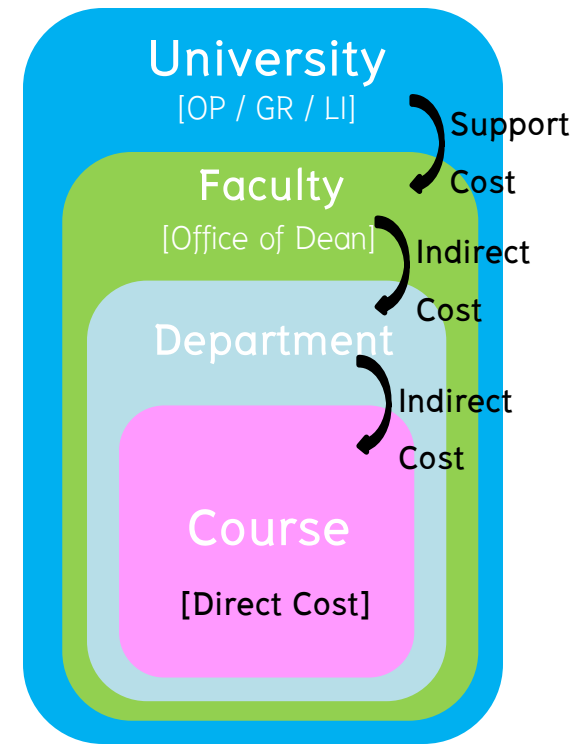 University
[OP / GR / LI]
Support
Cost
Faculty
[Office of Dean]
Indirect
Cost
Department
Indirect
Cost
Course
[Direct Cost]